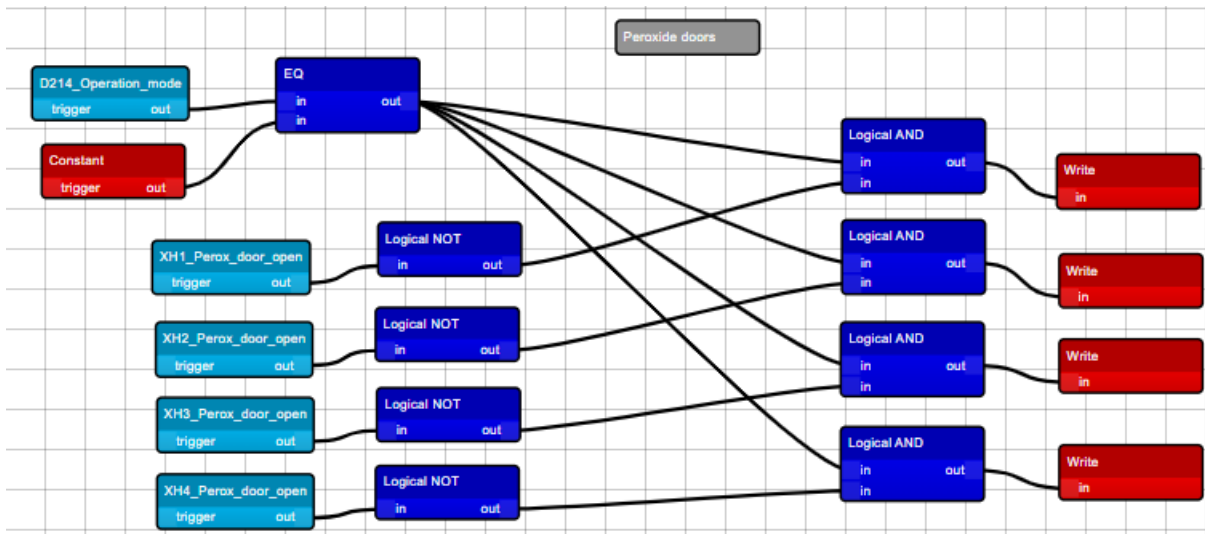 Peroxide doors
D214_Operation_mode
trigger out
EQ
in out
in
Constant
trigger out
Logical AND
in out
in
Write
in
XH1_Perox_door_open
trigger out
Logical NOT
in out
Logical AND
in out
in
Write
in
XH2_Perox_door_open
trigger out
Logical NOT
in out
Logical AND
in out
in
Write
in
XH3_Perox_door_open
trigger out
Logical NOT
in out
Logical AND
in out
in
Write
in
XH4_Perox_door_open
trigger out
Logical NOT
in out